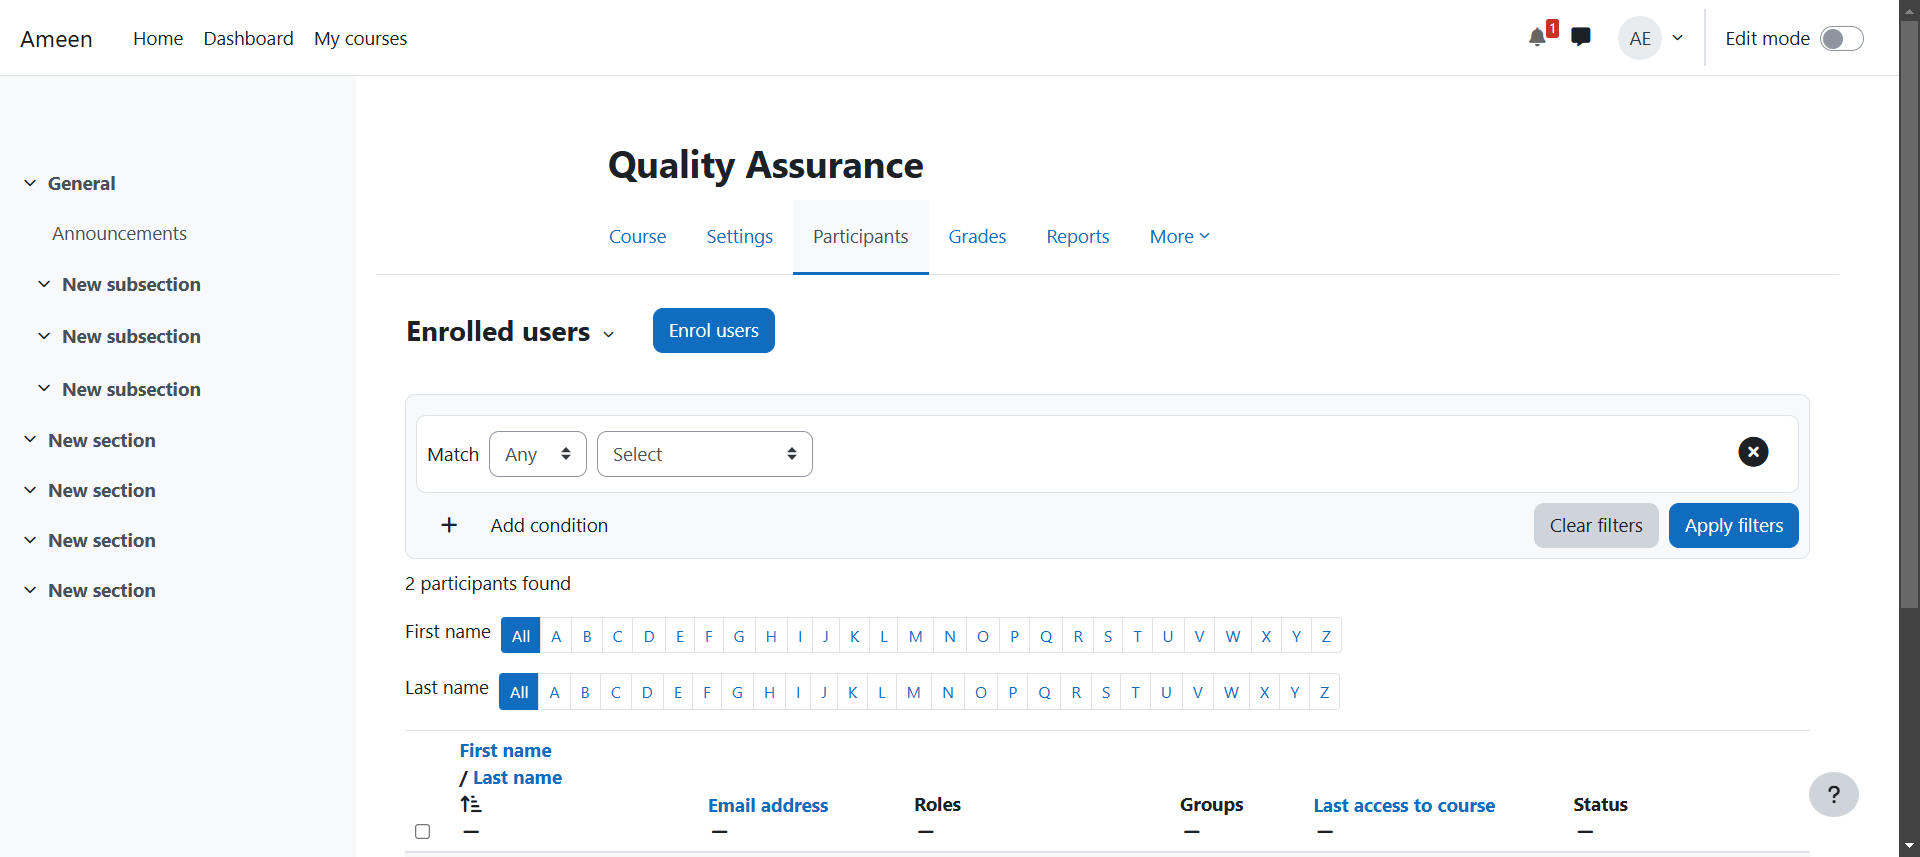 Ameen Home Dashboard My courses 1 AE Edit mode
General
Announcements
New subsection
New subsection
New subsection
New section
New section
New section
New section
Quality Assurance
Course Settings Participants Grades Reports More
Enrolled users Enrol users
Match Any Select
+ Add condition Clear filters Apply filters
2 participants found
First name All A B C D E F G H I J K L M N O P Q R S T U V W X Y Z
Last name All A B C D E F G H I J K L M N O P Q R S T U V W X Y Z
First name
/ Last name
Email address Roles Groups Last access to course Status
?